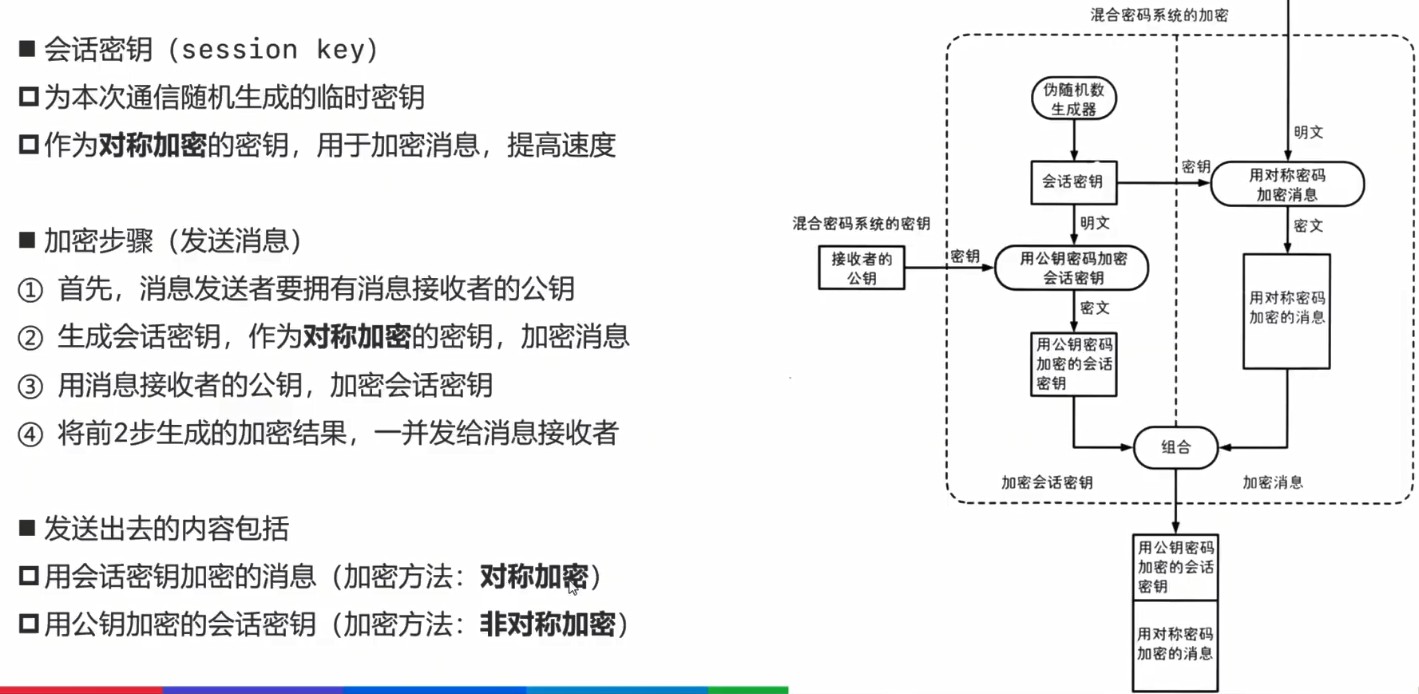 ■ 会话密钥（session key）
为本次通信随机生成的临时密钥
作为对称加密的密钥，用于加密消息，提高速度
■ 加密步骤（发送消息）
① 首先，消息发送者要拥有消息接收者的公钥
② 生成会话密钥，作为对称加密的密钥，加密消息
③ 用消息接收者的公钥，加密会话密钥
④ 将前2步生成的加密结果，一并发给消息接收者
■ 发送出去的内容包括
用会话密钥加密的消息（加密方法：对称加密）
用公钥加密的会话密钥（加密方法：非对称加密）
混合密码系统的加密
伪随机数
生成器
明文
会话密钥
密钥
用对称密码
加密消息
混合密码系统的密钥
明文
密文
接收者的
公钥
密钥
用公钥密码加密
会话密钥
密文
用对称密码
加密的消息
用公钥密码
加密的会话
密钥
组合
加密会话密钥
加密消息
用公钥密码
加密的会话
密钥
用对称密码
加密的消息